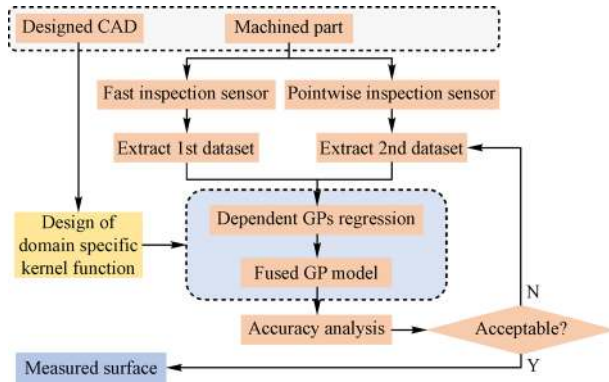 Designed CAD
Machined part
Fast inspection sensor
Pointwise inspection sensor
Extract 1st dataset
Extract 2nd dataset
Design of
domain specific
kernel function
Dependent GPs regression
Fused GP model
N
Accuracy analysis
Acceptable?
Measured surface
Y